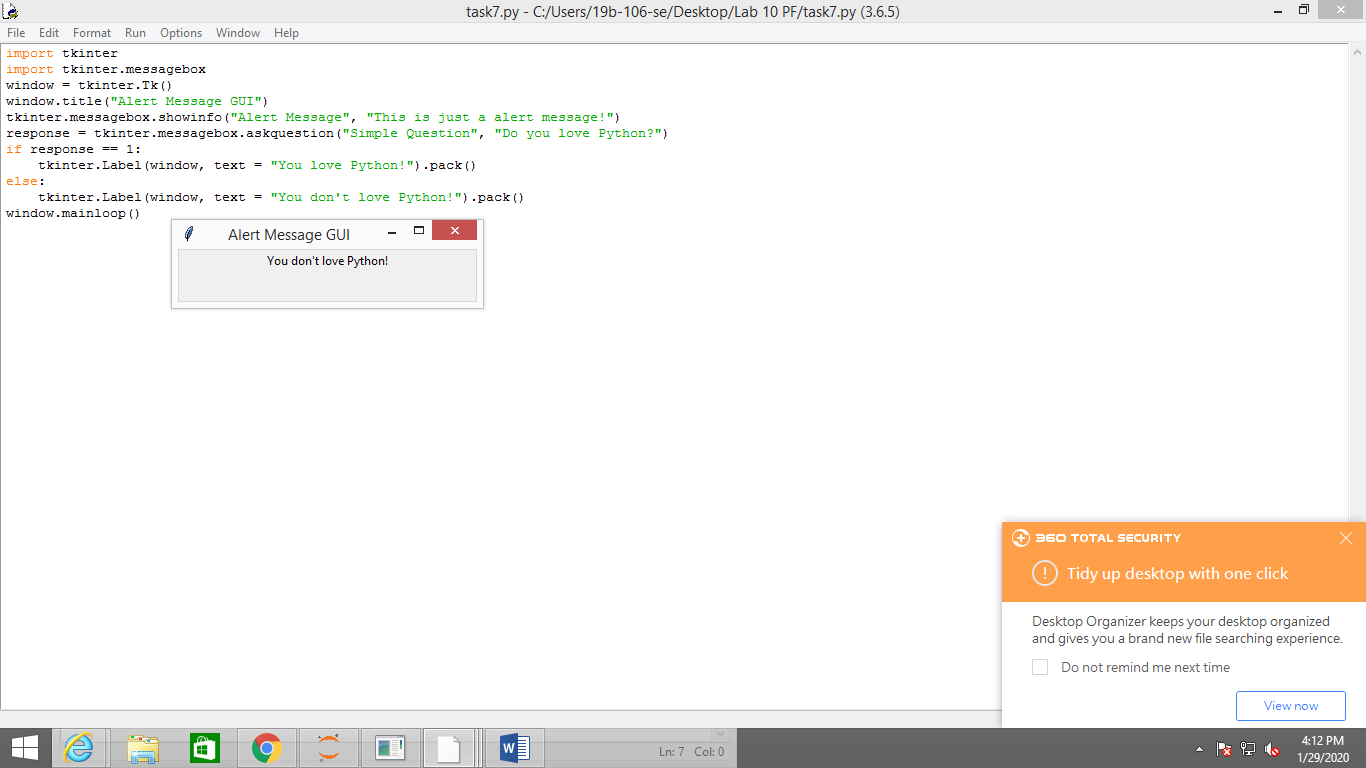 task7.py - C:/Users/19b-106-se/Desktop/Lab 10 PF/task7.py (3.6.5)
File Edit Format Run Options Window Help
import tkinter
import tkinter.messagebox
window = tkinter.Tk()
window.title("Alert Message GUI")
tkinter.messagebox.showinfo("Alert Message", "This is just a alert message!")
response = tkinter.messagebox.askquestion("Simple Question", "Do you love Python?")
if response == 1:
    tkinter.Label(window, text = "You love Python!").pack()
else:
    tkinter.Label(window, text = "You don't love Python!").pack()
window.mainloop()
Alert Message GUI
You don't love Python!
360 TOTAL SECURITY
Tidy up desktop with one click
Desktop Organizer keeps your desktop organized
and gives you a brand new file searching experience.
Do not remind me next time
View now
Ln: 7 Col: 0
4:12 PM
1/29/2020